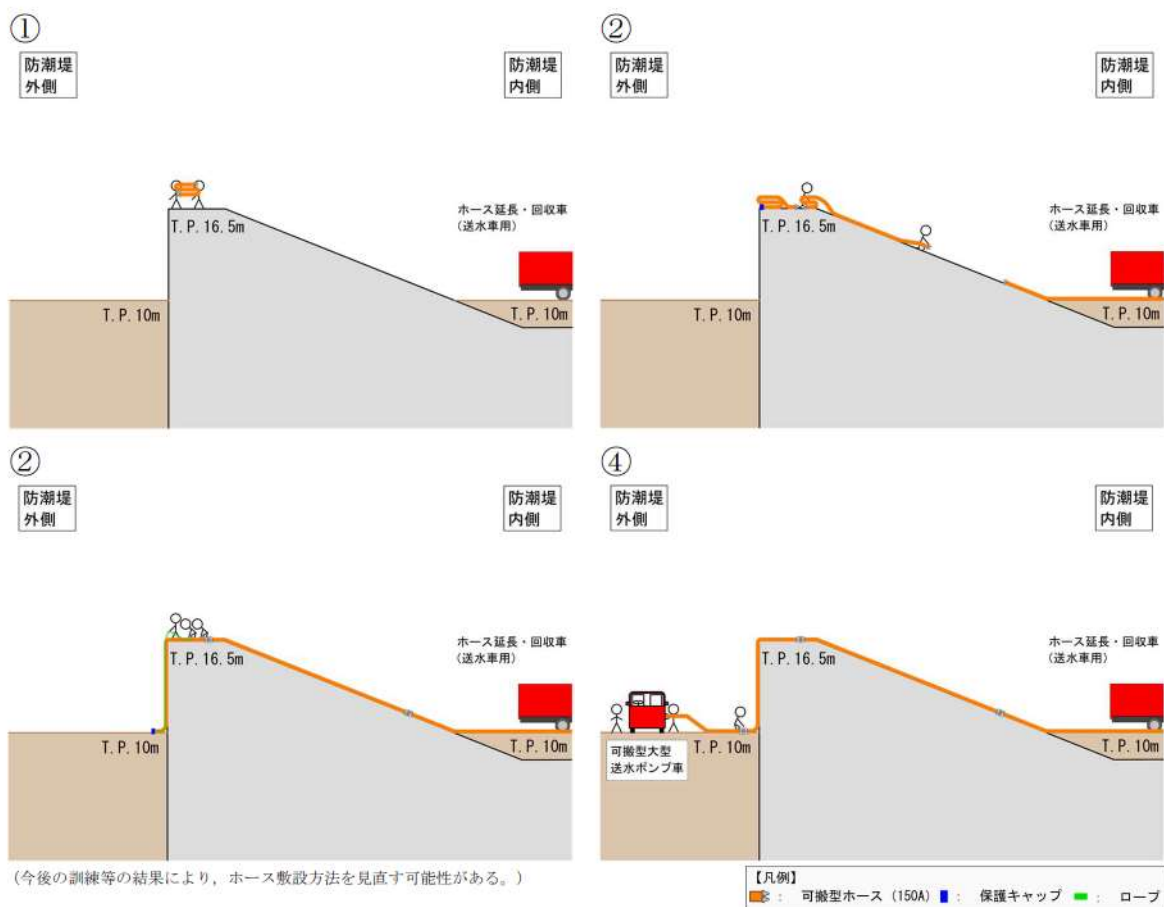 ①
防潮堤
外側
防潮堤
内側
ホース延長・回収車
(送水車用)
T.P.16.5m
T.P.10m
T.P.10m
②
防潮堤
外側
防潮堤
内側
ホース延長・回収車
(送水車用)
T.P.16.5m
T.P.10m
T.P.10m
②
防潮堤
外側
防潮堤
内側
ホース延長・回収車
(送水車用)
T.P.16.5m
T.P.10m
T.P.10m
④
防潮堤
外側
防潮堤
内側
ホース延長・回収車
(送水車用)
T.P.16.5m
可搬型大型
送水ポンプ車
T.P.10m
T.P.10m
(今後の訓練等の結果により，ホース敷設方法を見直す可能性がある。)
【凡例】
： 可搬型ホース (150A) ： 保護キャップ ： ロープ